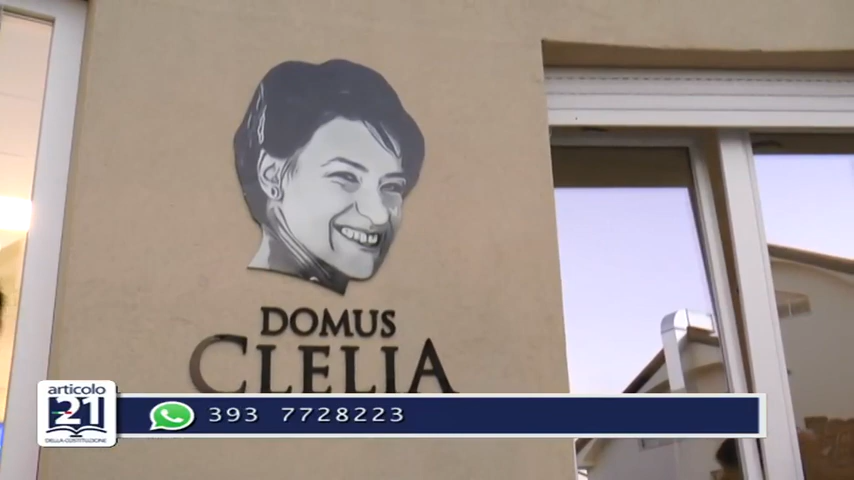 DOMUS
CLELIA
articolo
21
DELLA COSTITUZIONE
393 7728223